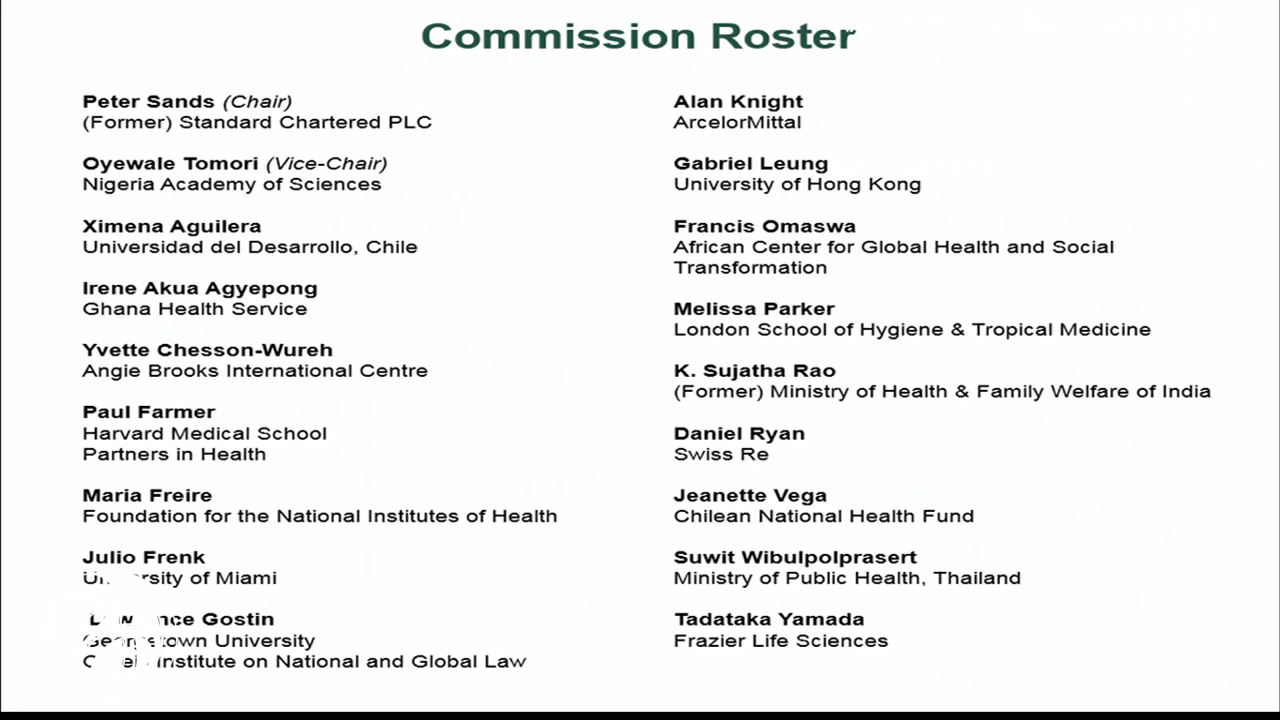 Commission Roster
Peter Sands (Chair)
(Former) Standard Chartered PLC
Oyewale Tomori (Vice-Chair)
Nigeria Academy of Sciences
Ximena Aguilera
Universidad del Desarrollo, Chile
Irene Akua Agyepong
Ghana Health Service
Yvette Chesson-Wureh
Angie Brooks International Centre
Paul Farmer
Harvard Medical School
Partners in Health
Maria Freire
Foundation for the National Institutes of Health
Julio Frenk
University of Miami
Gostin
Georgetown University
Institute on National and Global Law
Alan Knight
ArcelorMittal
Gabriel Leung
University of Hong Kong
Francis Omaswa
African Center for Global Health and Social
Transformation
Melissa Parker
London School of Hygiene & Tropical Medicine
K. Sujatha Rao
(Former) Ministry of Health & Family Welfare of India
Daniel Ryan
Swiss Re
Jeanette Vega
Chilean National Health Fund
Suwit Wibulpolprasert
Ministry of Public Health, Thailand
Tadataka Yamada
Frazier Life Sciences